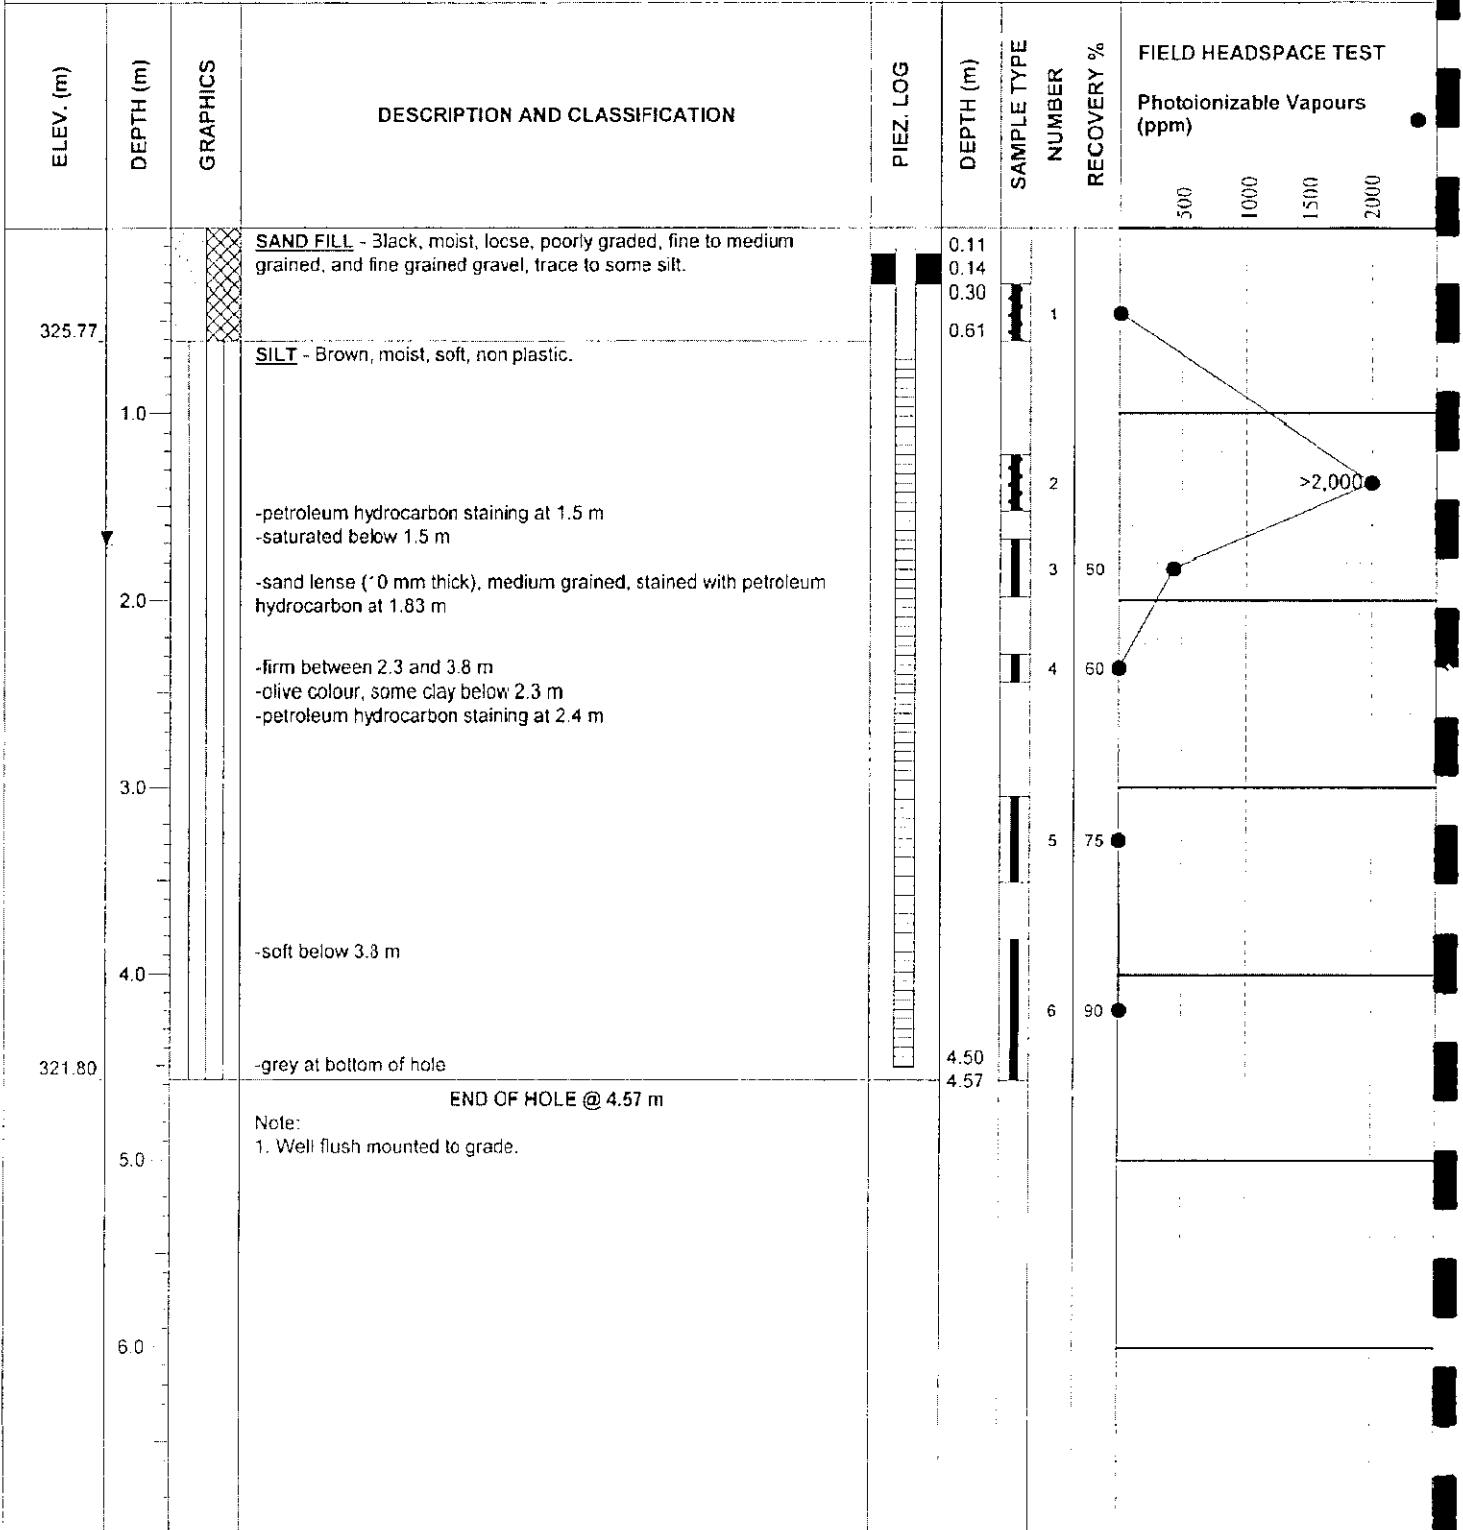 ELEV. (m)
DEPTH (m)
GRAPHICS
DESCRIPTION AND CLASSIFICATION
PIEZ. LOG
DEPTH (m)
SAMPLE TYPE
NUMBER
RECOVERY %
FIELD HEADSPACE TEST
Photoionizable Vapours
(ppm)
500
1000
1500
2000
SAND FILL - Black, moist, loose, poorly graded, fine to medium
grained, and fine grained gravel, trace to some silt.
0.11
0.14
0.30
1
325.77
0.61
SILT - Brown, moist, soft, non plastic.
1.0
2
>2,000
-petroleum hydrocarbon staining at 1.5 m
-saturated below 1.5 m
3
50
-sand lense (10 mm thick), medium grained, stained with petroleum
hydrocarbon at 1.83 m
2.0
-firm between 2.3 and 3.8 m
4
60
-olive colour, some clay below 2.3 m
-petroleum hydrocarbon staining at 2.4 m
3.0
5
75
-soft below 3.8 m
4.0
6
90
-grey at bottom of hole
4.50
321.80
4.57
END OF HOLE @ 4.57 m
Note:
1. Well flush mounted to grade.
5.0
6.0